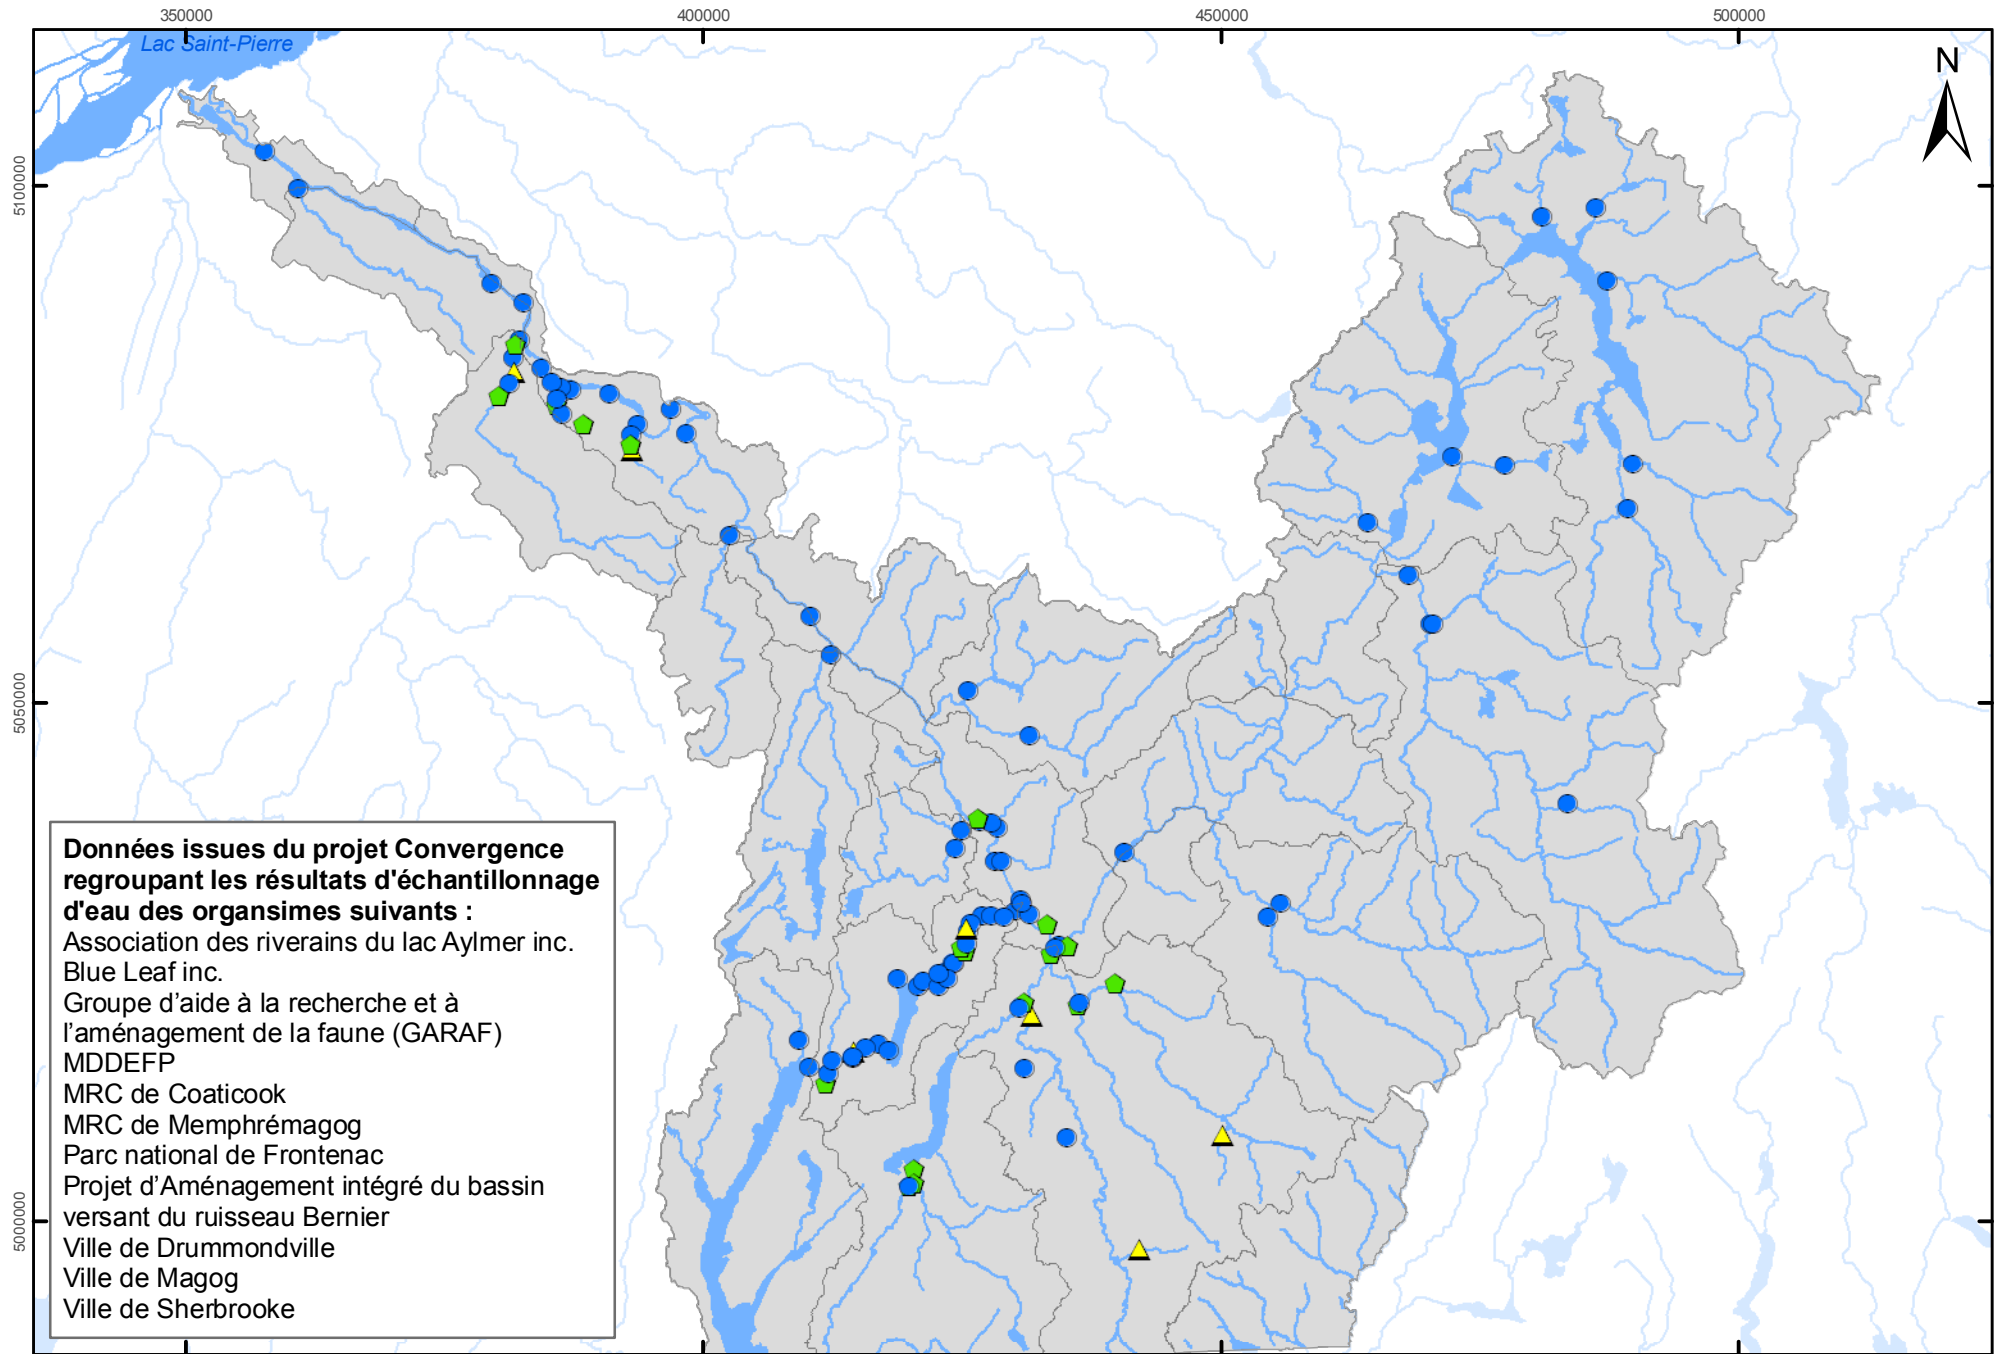 350000
400000
450000
500000
Lac Saint-Pierre
N
5100000
5050000
5000000
Données issues du projet Convergence
regroupant les résultats d'échantillonnage
d'eau des organsimes suivants :
Association des riverains du lac Aylmer inc.
Blue Leaf inc.
Groupe d'aide à la recherche et à
l'aménagement de la faune (GARAF)
MDDEFP
MRC de Coaticook
MRC de Memphrémagog
Parc national de Frontenac
Projet d'Aménagement intégré du bassin
versant du ruisseau Bernier
Ville de Drummondville
Ville de Magog
Ville de Sherbrooke